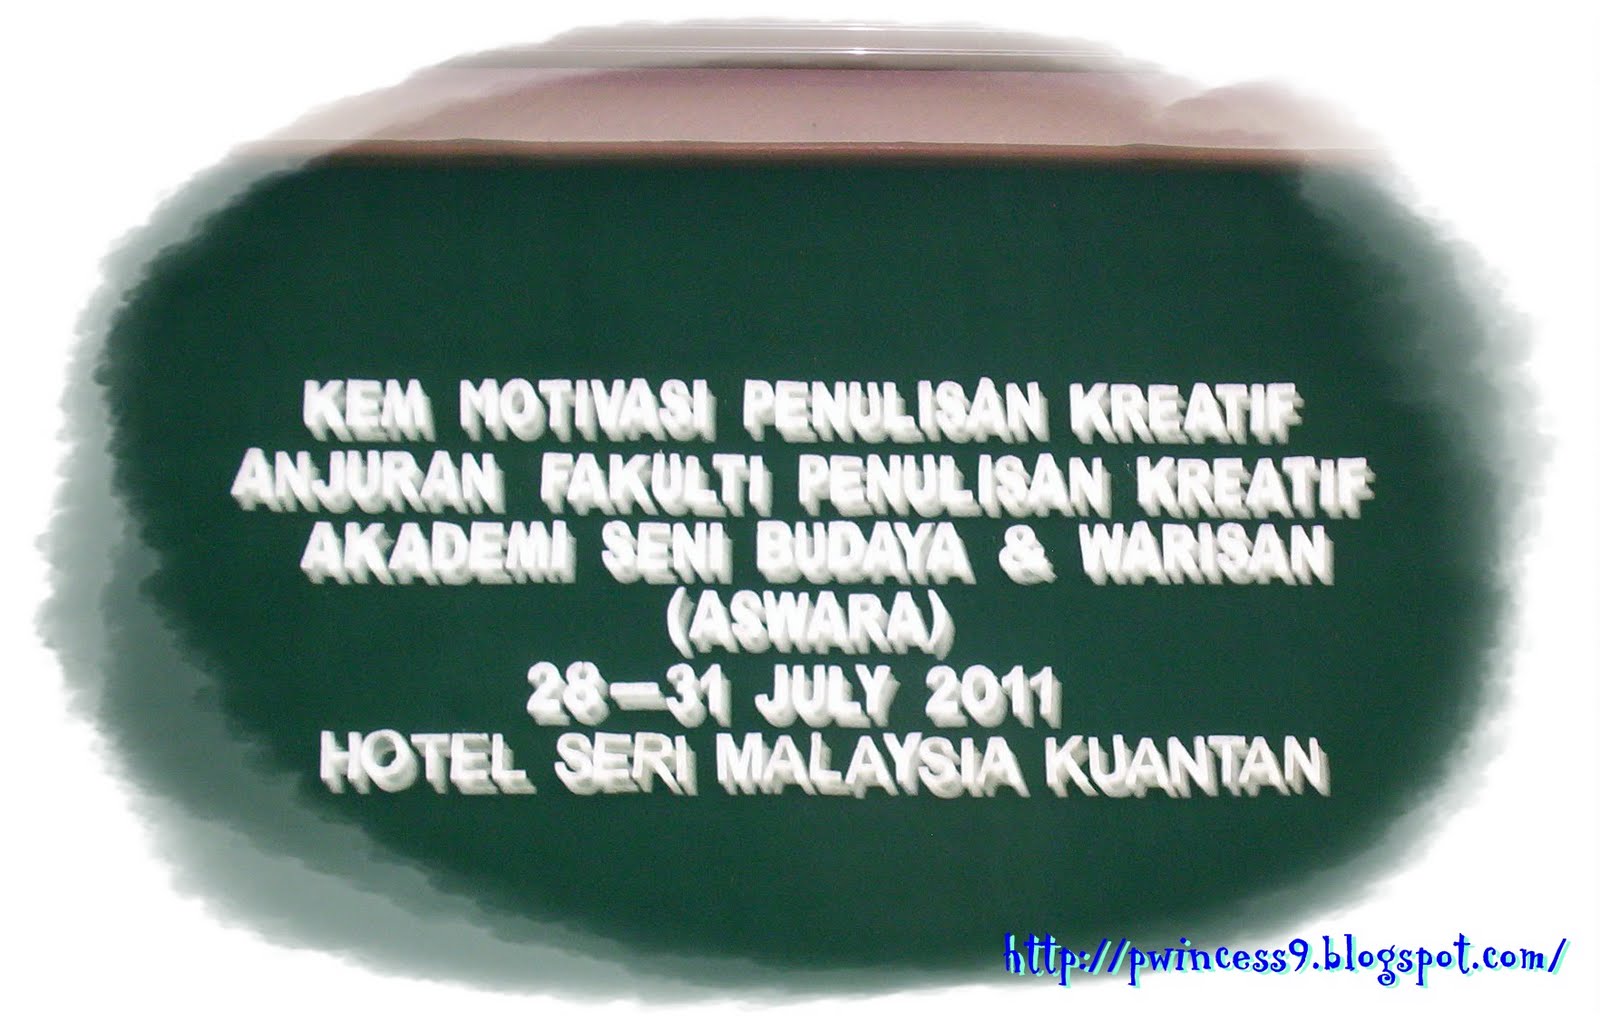 KEM MOTIVASI PENULISAN KREATIF
ANJURAN FAKULTI PENULISAN KREATIF
AKADEMI SENI BUDAYA & WARISAN
(ASWARA)
28-31 JULY 2011
HOTEL SERI MALAYSIA KUANTAN
http://pwincess9.blogspot.com/